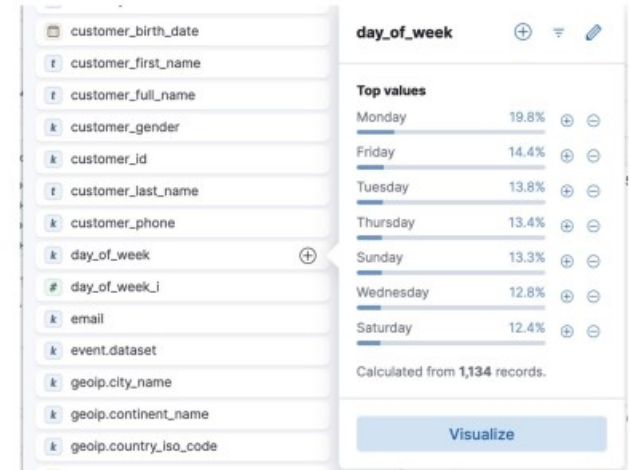 customer_birth_date
t customer_first_name
t customer_full_name
k customer_gender
k customer_id
t customer_last_name
k customer_phone
k day_of_week
# day_of_week_i
k email
k event.dataset
k geoip.city_name
k geoip.continent_name
k geoip.country_iso_code
day_of_week
Top values
Monday 19.8%
Friday 14.4%
Tuesday 13.8%
Thursday 13.4%
Sunday 13.3%
Wednesday 12.8%
Saturday 12.4%
Calculated from 1,134 records.
Visualize